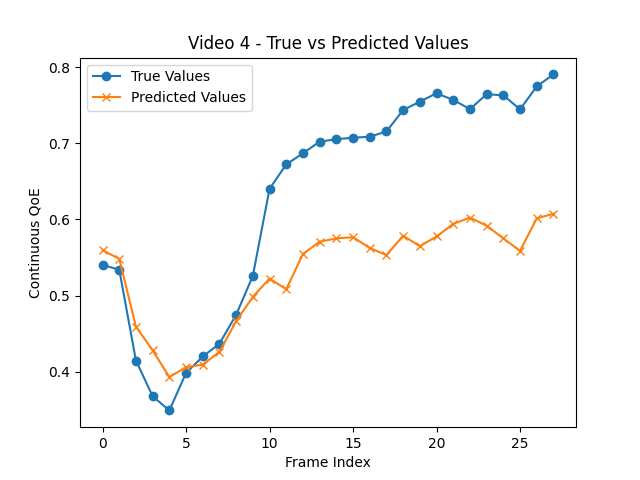 Video 4 - True vs Predicted Values
True Values
Predicted Values
Continuous QoE
0.8
0.7
0.6
0.5
0.4
0 5 10 15 20 25
Frame Index